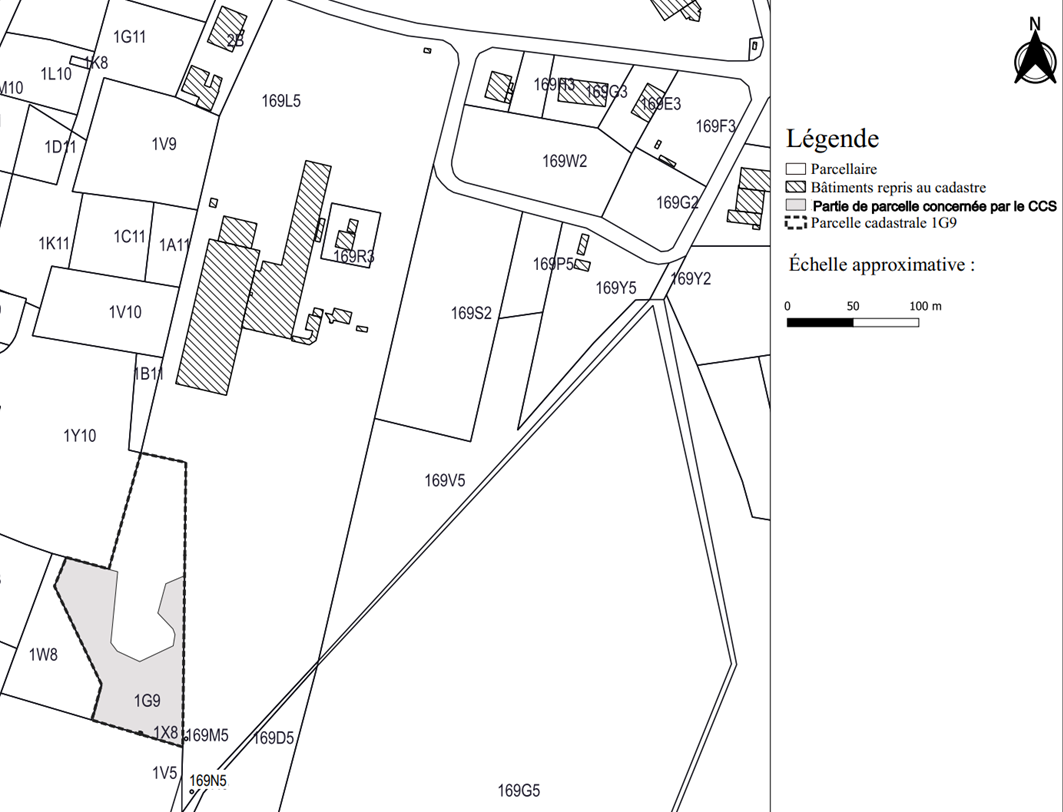 1G11
2B
1K8
1L10
M10
169L5
169H3
169G3
169E3
169F3
1D11
1V9
169W2
169G2
1K11
1C11
1A11
169R3
169P5
169Y5
169Y2
1V10
169S2
1B11
1Y10
169V5
1W8
1G9
1X8
169M5
169D5
1V5
169N5
169G5
N
Légende
Parcellaire
Bâtiments repris au cadastre
Partie de parcelle concernée par le CCS
Parcelle cadastrale 1G9
Échelle approximative :
0 50 100 m